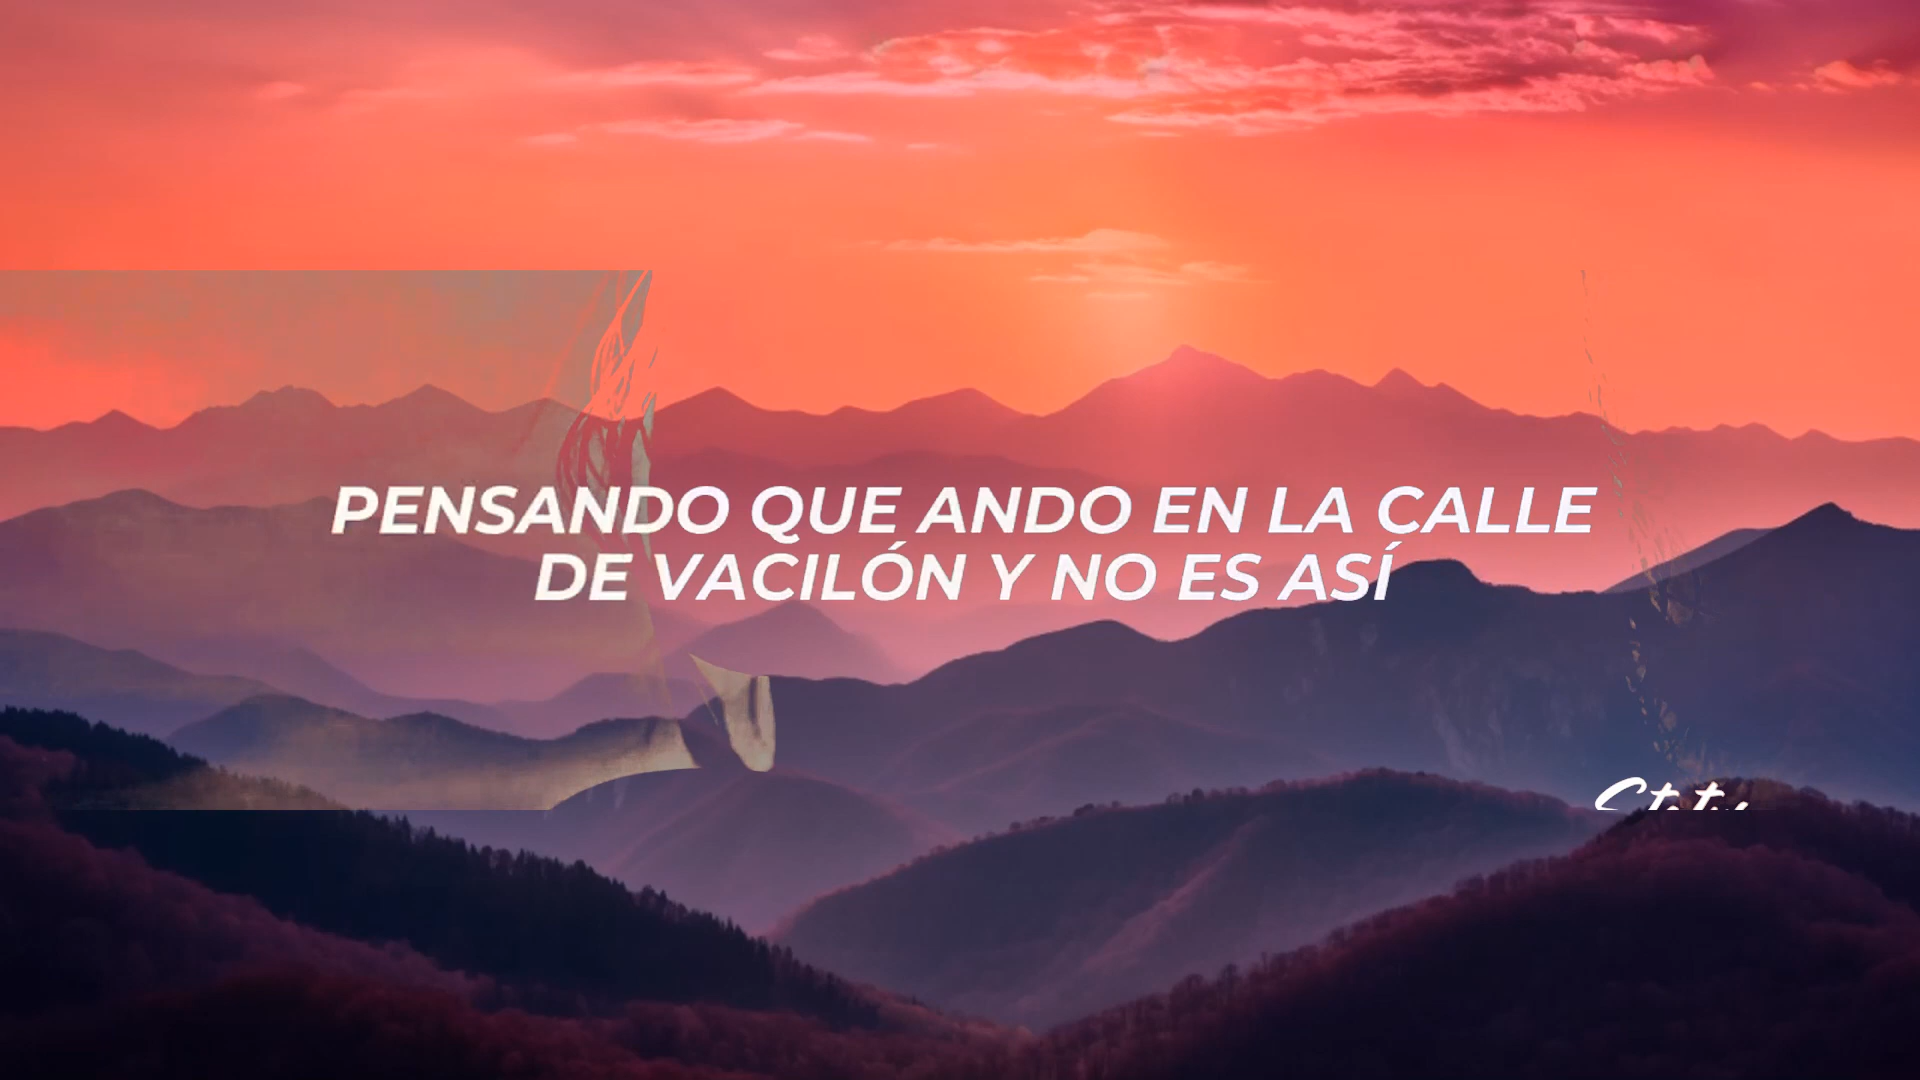 PENSANDO QUE ANDO EN LA CALLE
DE VACILÓN Y NO ES ASÍ